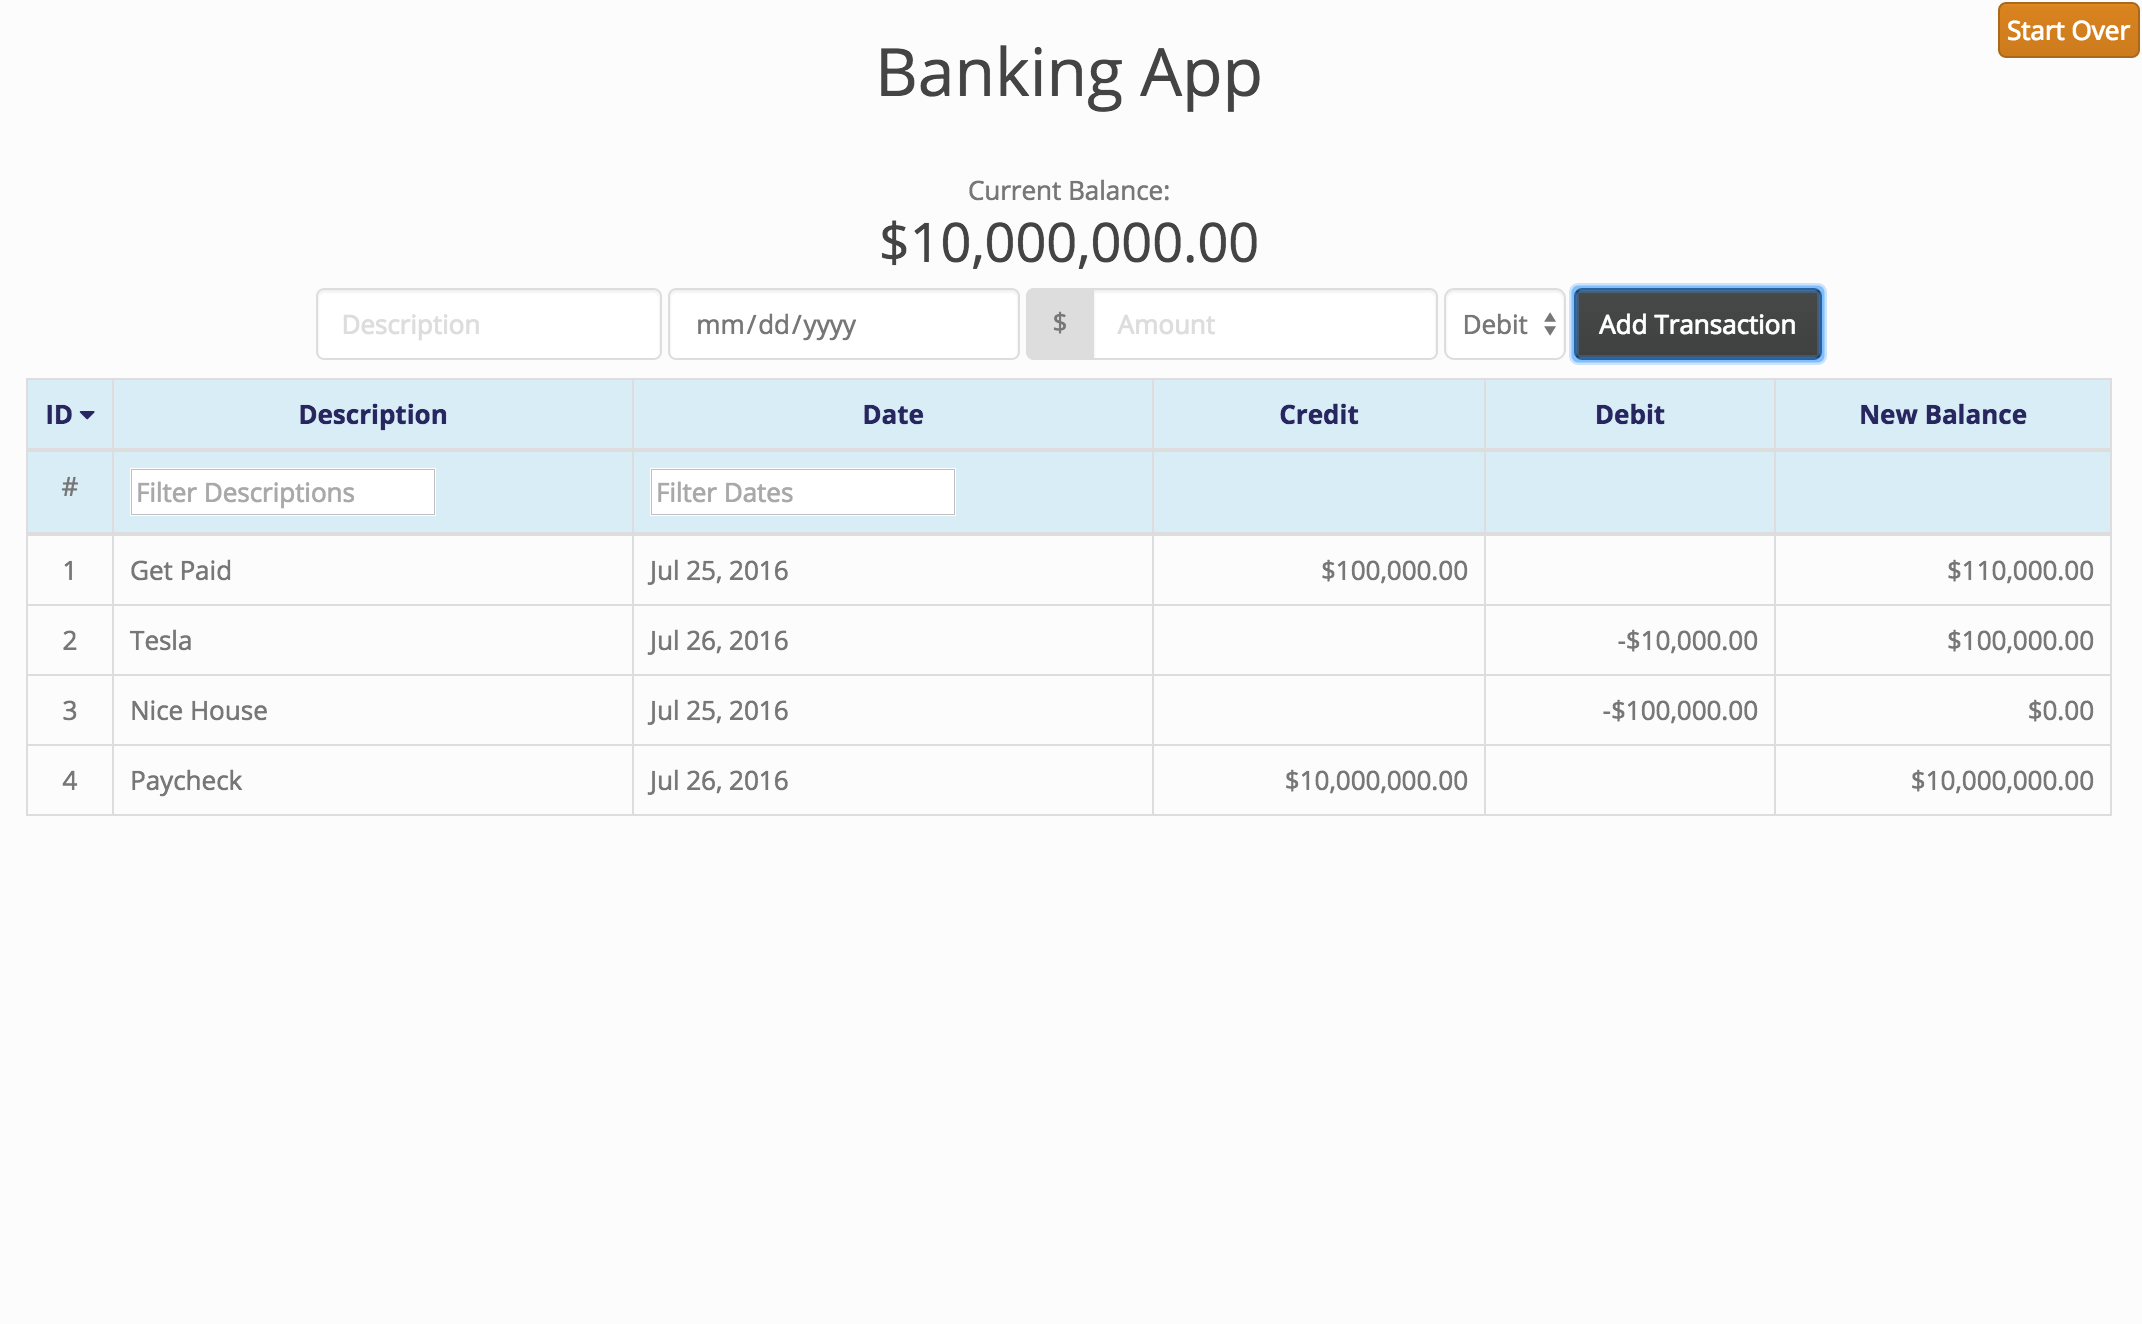 Start Over
Banking App
Current Balance:
$10,000,000.00
Description mm/dd/yyyy $ Amount Debit Add Transaction
ID Description Date Credit Debit New Balance
# Filter Descriptions Filter Dates
1 Get Paid Jul 25, 2016 $100,000.00 $110,000.00
2 Tesla Jul 26, 2016 -$10,000.00 $100,000.00
3 Nice House Jul 25, 2016 -$100,000.00 $0.00
4 Paycheck Jul 26, 2016 $10,000,000.00 $10,000,000.00